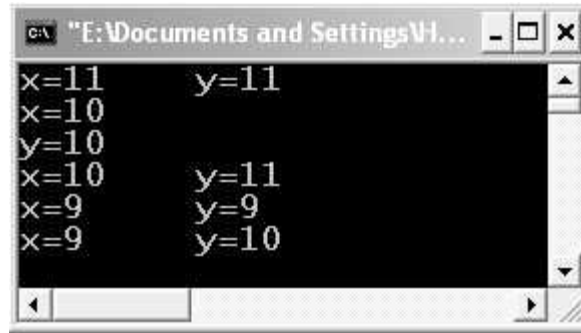 "E:\Documents and Settings\H...
x=11 y=11
x=10
y=10
x=10 y=11
x=9 y=9
x=9 y=10